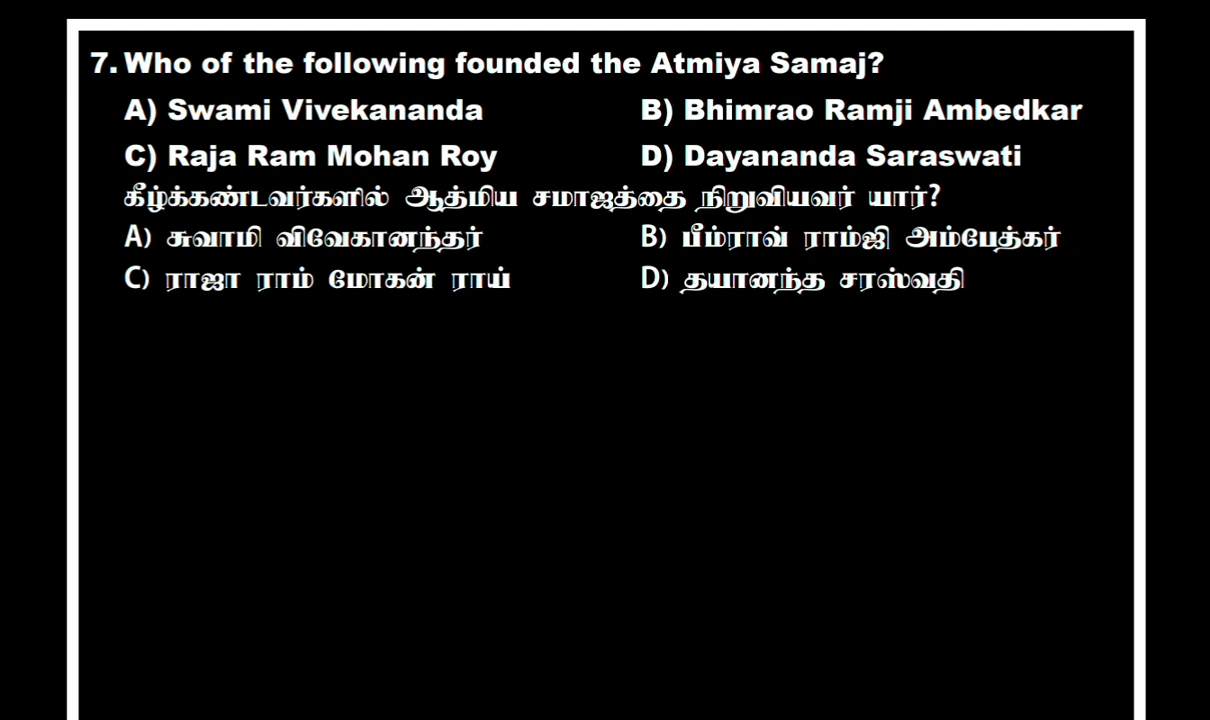 7. Who of the following founded the Atmiya Samaj?
A) Swami Vivekananda B) Bhimrao Ramji Ambedkar
C) Raja Ram Mohan Roy D) Dayananda Saraswati
கீழ்க்கண்டவர்களில் ஆத்மிய சமாஜத்தை நிறுவியவர் யார்?
A) சுவாமி விவேகானந்தர் B) பீம்ராவ் ராம்ஜி அம்பேத்கர்
C) ராஜா ராம் மோகன் ராய் D) தயானந்த சரஸ்வதி